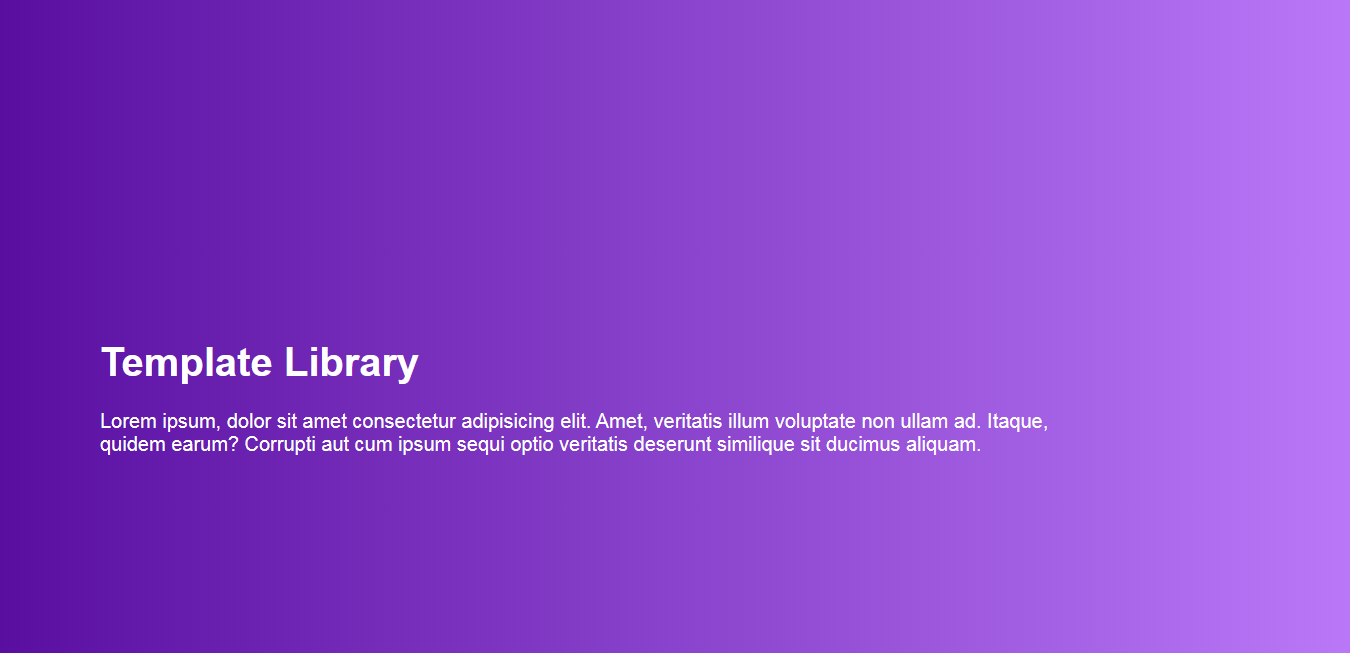 Template Library
Lorem ipsum, dolor sit amet consectetur adipisicing elit. Amet, veritatis illum voluptate non ullam ad. Itaque,
quidem earum? Corrupti aut cum ipsum sequi optio veritatis deserunt similique sit ducimus aliquam.